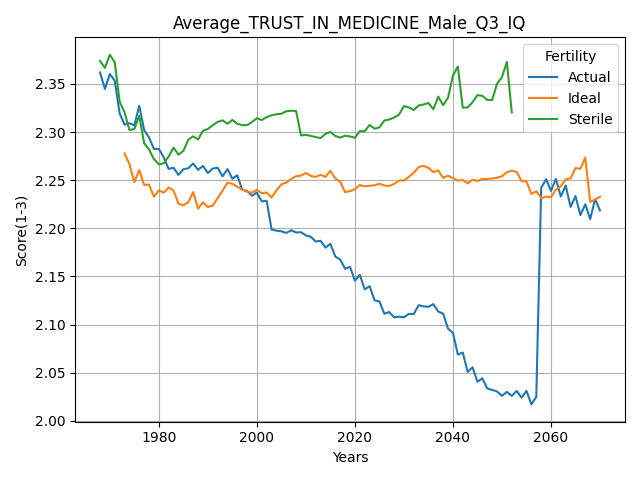 Average_TRUST_IN_MEDICINE_Male_Q3_IQ
Fertility
Actual
Ideal
Sterile
Score(1-3)
2.35
2.30
2.25
2.20
2.15
2.10
2.05
2.00
1980
2000
2020
2040
2060
Years